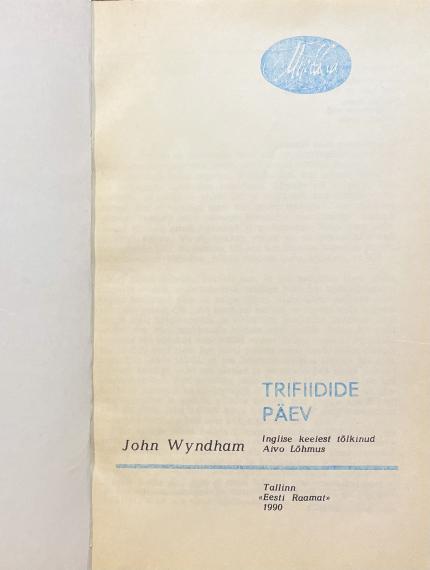 TRIFIIDIDE
PÄEV
John Wyndham
Inglise keelest tõlkinud
Aivo Lõhmus
Tallinn
«Eesti Raamat»
1990